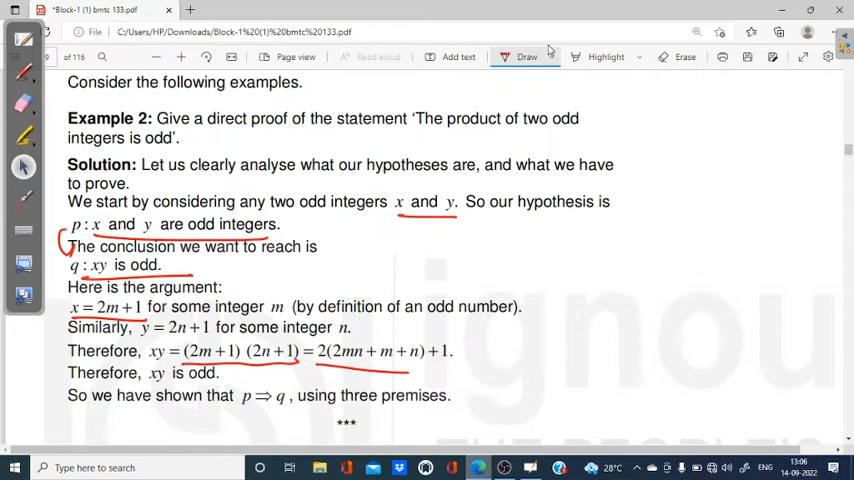 *Block-1 (1) bmtc 133.pdf
File C:/Users/HP/Downloads/Block-1%20(1)%20bmtc%20133.pdf
9 of 116 Page view Read aloud Add text Draw Highlight Erase
Consider the following examples.
Example 2: Give a direct proof of the statement ‘The product of two odd
integers is odd’.
Solution: Let us clearly analyse what our hypotheses are, and what we have
to prove.
We start by considering any two odd integers x and y. So our hypothesis is
p : x and y are odd integers.
The conclusion we want to reach is
q : xy is odd.
Here is the argument:
x = 2m + 1 for some integer m (by definition of an odd number).
Similarly, y = 2n + 1 for some integer n.
Therefore, xy = (2m + 1) (2n + 1) = 2(2mn + m + n) + 1.
Therefore, xy is odd.
So we have shown that p ⇒ q , using three premises.
***
ignou
THE PEOPLE'S
Type here to search
28°C ENG 13:06
14-09-2022